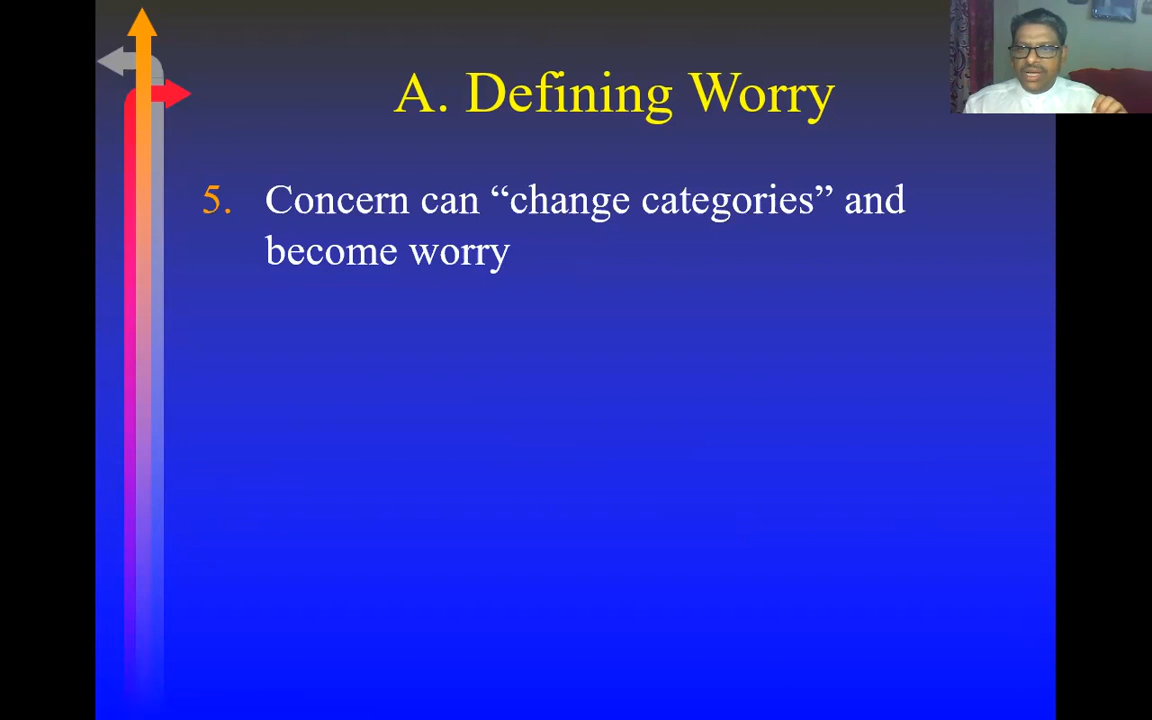 A. Defining Worry
5. Concern can “change categories” and
become worry